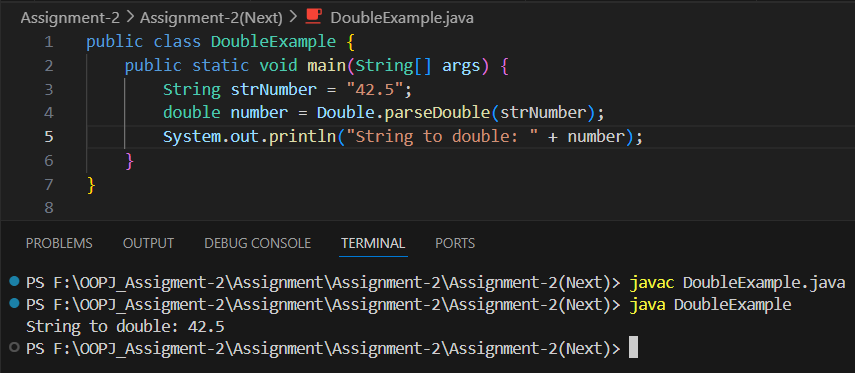 Assignment-2 > Assignment-2(Next) > DoubleExample.java
1 public class DoubleExample {
2     public static void main(String[] args) {
3         String strNumber = "42.5";
4         double number = Double.parseDouble(strNumber);
5         System.out.println("String to double: " + number);
6     }
7 }
8
PROBLEMS OUTPUT DEBUG CONSOLE TERMINAL PORTS
PS F:\OOPJ_Assigment-2\Assignment\Assignment-2\Assignment-2(Next)> javac DoubleExample.java
PS F:\OOPJ_Assigment-2\Assignment\Assignment-2\Assignment-2(Next)> java DoubleExample
String to double: 42.5
PS F:\OOPJ_Assigment-2\Assignment\Assignment-2\Assignment-2(Next)>